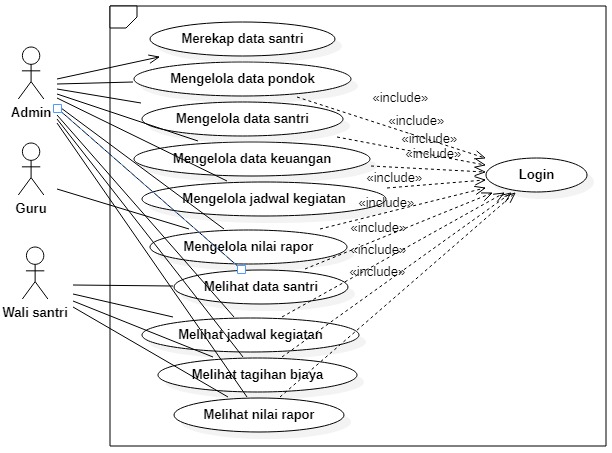 Merekap data santri
Mengelola data pondok
«include»
Admin
Mengelola data santri
«include»
«include»
Mengelola data keuangan
«include»
Login
«include»
Mengelola jadwal kegiatan
«include»
Guru
«include»
Mengelola nilai rapor
«include»
Melihat data santri
«include»
Wali santri
Melihat jadwal kegiatan
Melihat tagihan biaya
Melihat nilai rapor